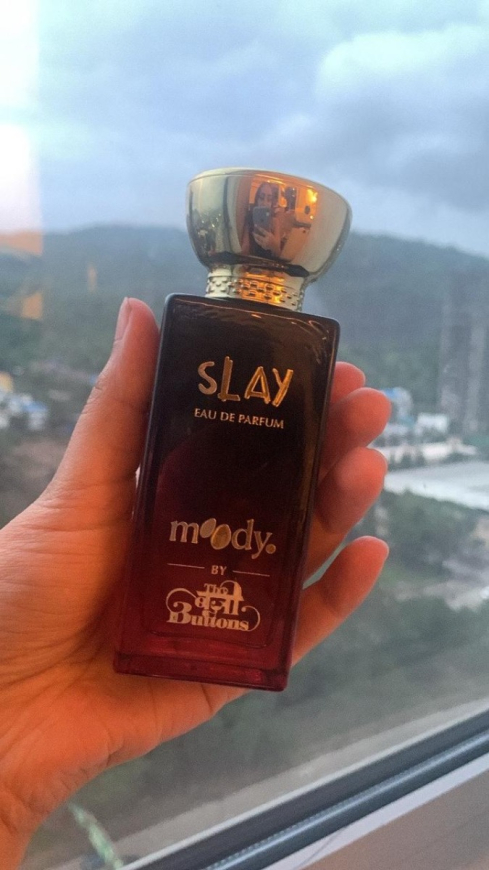 SLAY
EAU DE PARFUM
moody.
BY
The
Buttons